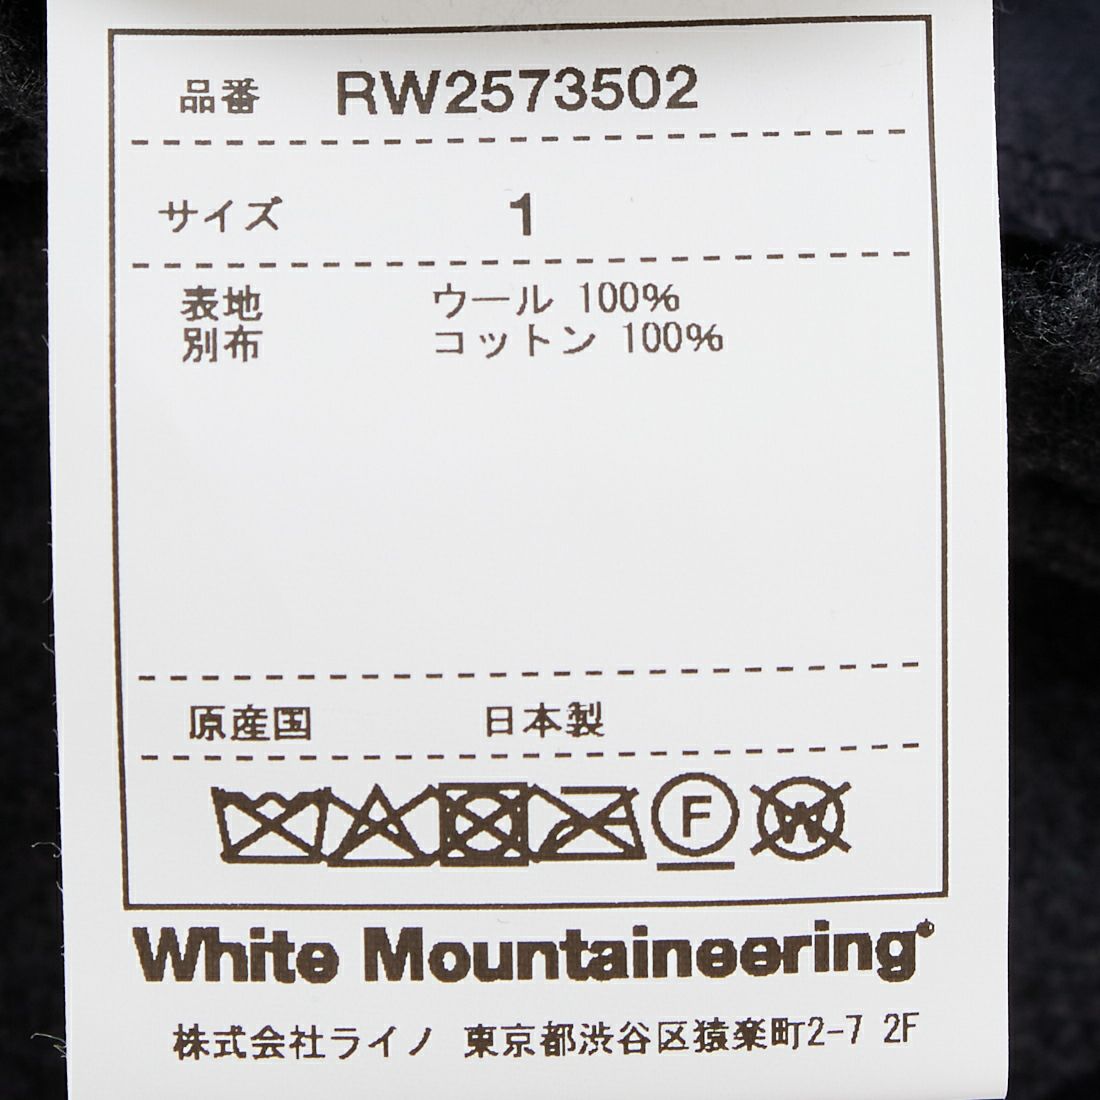 品番 RW2573502
サイズ 1
表地 ウール 100%
別布 コットン 100%
原産国 日本製
F W
White Mountaineering®
株式会社ライノ 東京都渋谷区猿楽町2-7 2F